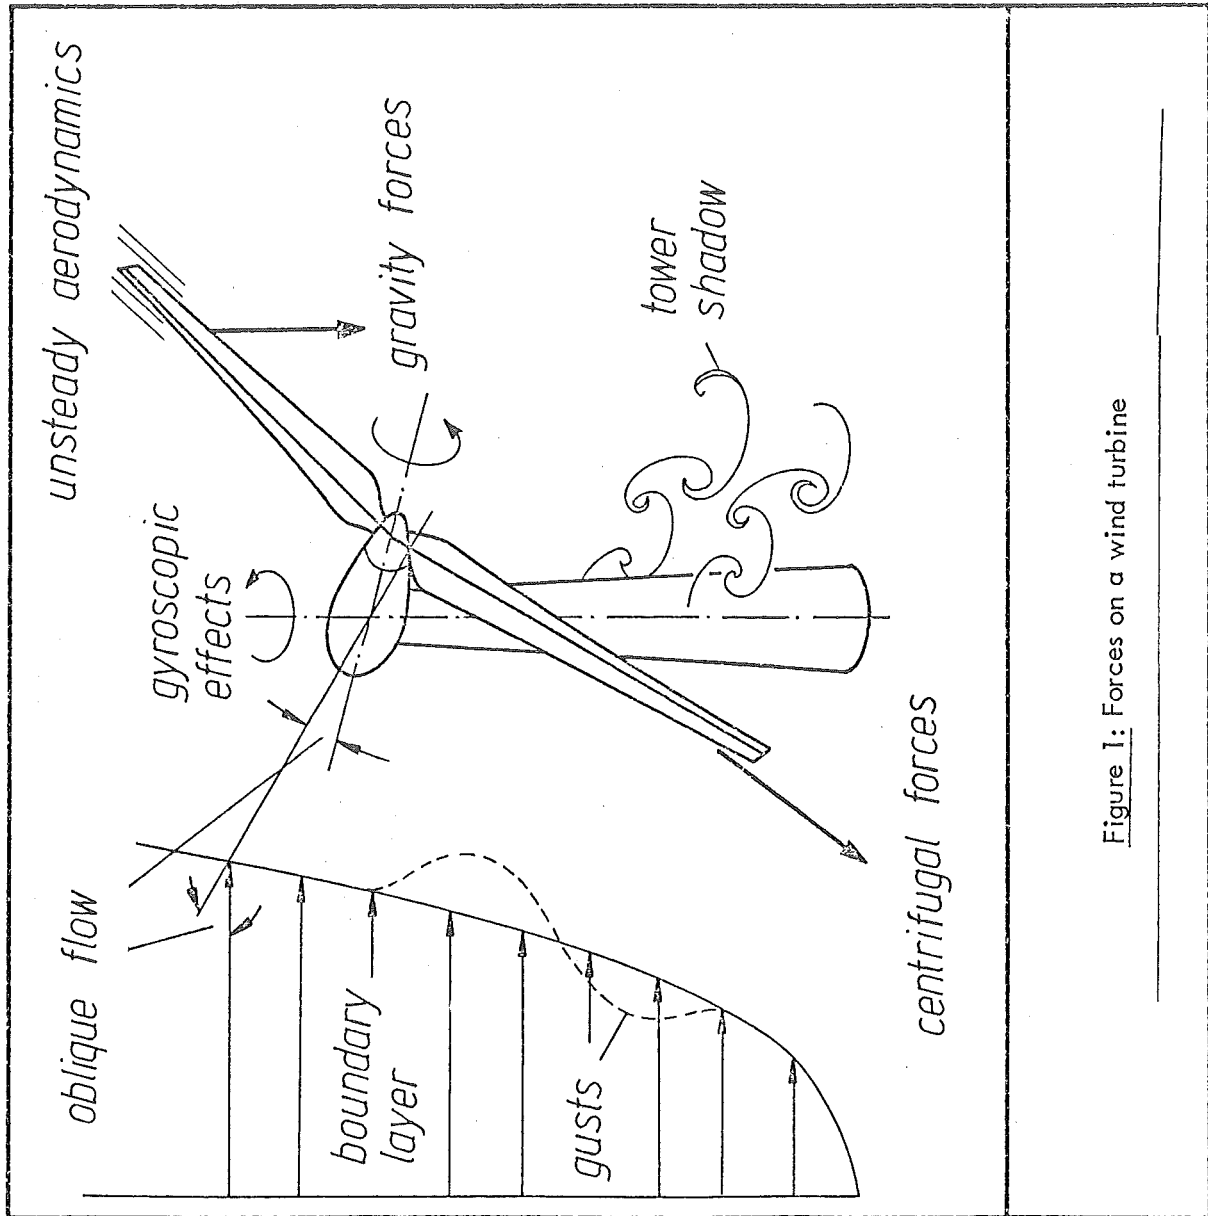 unsteady aerodynamics
gravity forces
gyroscopic
effects
tower
shadow
oblique flow
boundary
layer
gusts
centrifugal forces
Figure 1: Forces on a wind turbine